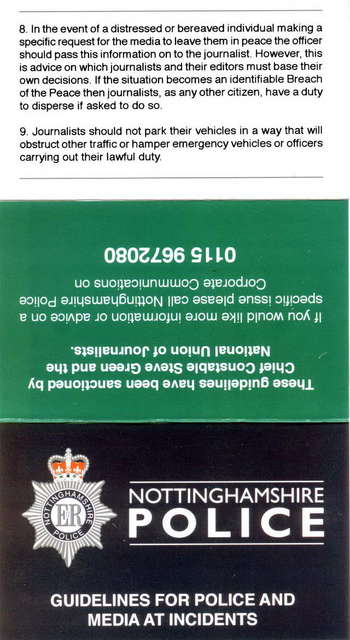 8. In the event of a distressed or bereaved individual making a
specific request for the media to leave them in peace the officer
should pass this information on to the journalist. However, this
is advice on which journalists and their editors must base their
own decisions. If the situation becomes an identifiable Breach
of the Peace then journalists, as any other citizen, have a duty
to disperse if asked to do so.
9. Journalists should not park their vehicles in a way that will
obstruct other traffic or hamper emergency vehicles or officers
carrying out their lawful duty.
These guidelines have been sanctioned by
Chief Constable Steve Green and the
National Union of Journalists.
If you would like more information or advice on a
specific issue please call Nottinghamshire Police
Corporate Communications on
0115 9672080
NOTTINGHAMSHIRE
POLICE
EIIR
NOTTINGHAMSHIRE
POLICE
GUIDELINES FOR POLICE AND
MEDIA AT INCIDENTS